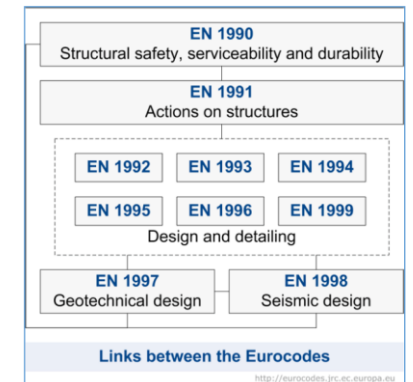 EN 1990
Structural safety, serviceability and durability
EN 1991
Actions on structures
EN 1992 EN 1993 EN 1994
EN 1995 EN 1996 EN 1999
Design and detailing
EN 1997 EN 1998
Geotechnical design Seismic design
Links between the Eurocodes
http://eurocodes.jrc.ec.europa.eu